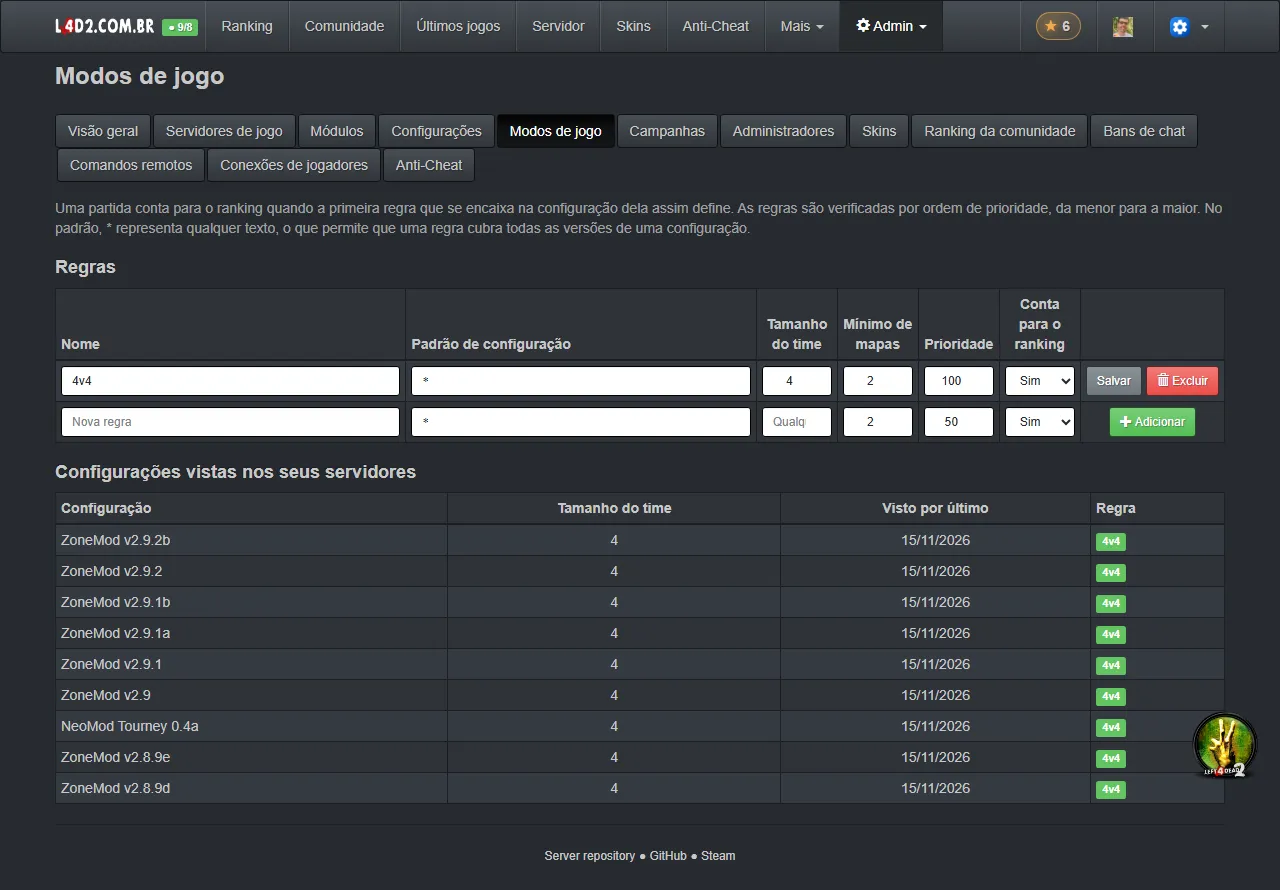 L4D2.COM.BR 9/8 Ranking Comunidade Últimos jogos Servidor Skins Anti-Cheat Mais Admin 6
Modos de jogo
Visão geral Servidores de jogo Módulos Configurações Modos de jogo Campanhas Administradores Skins Ranking da comunidade Bans de chat
Comandos remotos Conexões de jogadores Anti-Cheat
Uma partida conta para o ranking quando a primeira regra que se encaixa na configuração dela assim define. As regras são verificadas por ordem de prioridade, da menor para a maior. No
padrão, * representa qualquer texto, o que permite que uma regra cubra todas as versões de uma configuração.
Regras
Nome Padrão de configuração Tamanho do time Mínimo de mapas Prioridade Conta para o ranking
4v4 * 4 2 100 Sim Salvar Excluir
Nova regra * Qualq 2 50 Sim Adicionar
Configurações vistas nos seus servidores
Configuração Tamanho do time Visto por último Regra
ZoneMod v2.9.2b 4 15/11/2026 4v4
ZoneMod v2.9.2 4 15/11/2026 4v4
ZoneMod v2.9.1b 4 15/11/2026 4v4
ZoneMod v2.9.1a 4 15/11/2026 4v4
ZoneMod v2.9.1 4 15/11/2026 4v4
ZoneMod v2.9 4 15/11/2026 4v4
NeoMod Tourney 0.4a 4 15/11/2026 4v4
ZoneMod v2.8.9e 4 15/11/2026 4v4
ZoneMod v2.8.9d 4 15/11/2026 4v4
LEFT4DEAD2
Server repository ● GitHub ● Steam